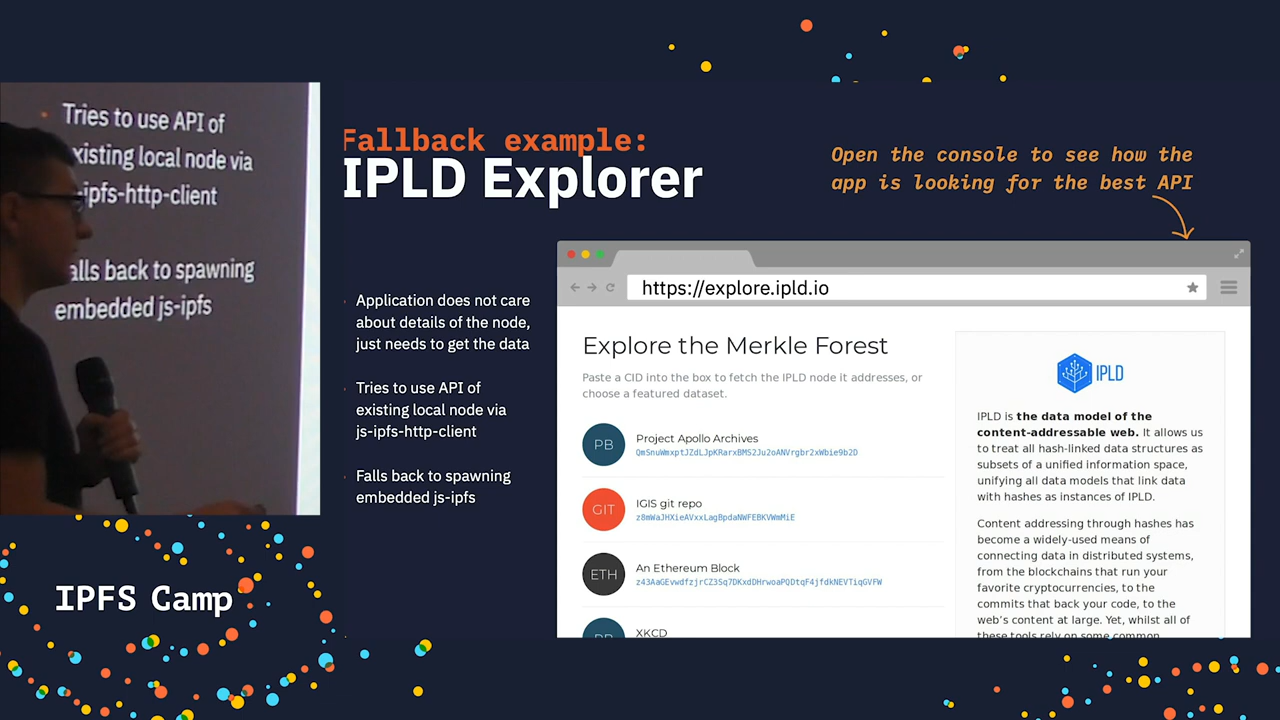 Tries to use API of
existing local node via
js-ipfs-http-client
Falls back to spawning
embedded js-ipfs
IPFS Camp
Fallback example:
IPLD Explorer
Open the console to see how the
app is looking for the best API
Application does not care
about details of the node,
just needs to get the data
Tries to use API of
existing local node via
js-ipfs-http-client
Falls back to spawning
embedded js-ipfs
https://explore.ipld.io
Explore the Merkle Forest
Paste a CID into the box to fetch the IPLD node it addresses, or
choose a featured dataset.
PB
Project Apollo Archives
QmSnuWmxptJZdLJpKRarxBMS2Ju2oANVrgbr2xWbie9b2D
GIT
IGIS git repo
z8mWaJHXieAVxxLagBpdaNWFEBKVWmMiE
ETH
An Ethereum Block
z43AaGEvwdfzjrCZ3Sq7DKxdDHrwoaPQDtqF4jfdkNEVTiqGVFW
PB
XKCD
IPLD
IPLD is the data model of the
content-addressable web. It allows us
to treat all hash-linked data structures as
subsets of a unified information space,
unifying all data models that link data
with hashes as instances of IPLD.
Content addressing through hashes has
become a widely-used means of
connecting data in distributed systems,
from the blockchains that run your
favorite cryptocurrencies, to the
commits that back your code, to the
web's content at large. Yet, whilst all of
these tools rely on some common